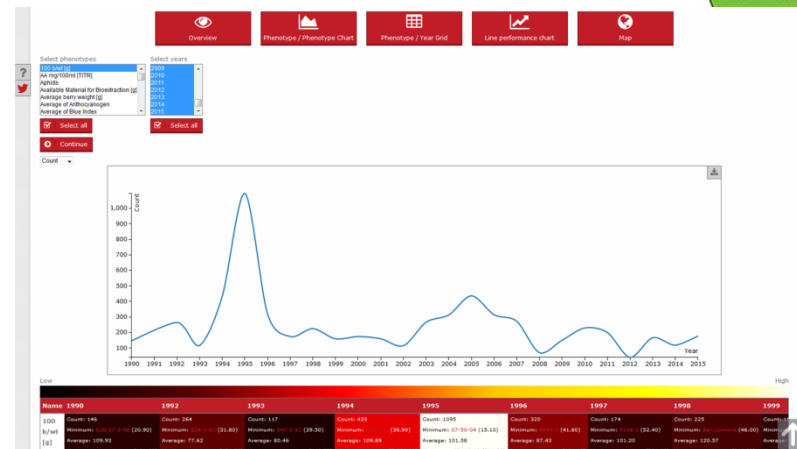 Overview
Phenotype / Phenotype Chart
Phenotype / Year Grid
Line performance chart
Map
Select phenotypes
Select years
?
100 b/wt [g]
AA mg/100ml [TITR]
Aphids
Available Material for Bioextraction [g]
Average berry weight [g]
Average of Anthocyanogen
Average of Blue Index
2009
2010
2011
2012
2013
2014
2015
Select all
Select all
Continue
Count
Count
1,000
900
800
700
600
500
400
300
200
100
Year
1990 1991 1992 1993 1994 1995 1996 1997 1998 1999 2000 2001 2002 2003 2004 2005 2006 2007 2008 2009 2010 2011 2012 2013 2014 2015
Low
High
Name 1990 1992 1993 1994 1995 1996 1997 1998 1999
100 b/wt [g]
Count: 146
Minimum: (20.90)
Average: 109.93
Count: 264
Minimum: (31.80)
Average: 77.62
Count: 117
Minimum: (39.50)
Average: 80.46
Count: 433
Minimum: (36.90)
Average: 109.89
Count: 1095
Minimum: 07-50-04 (15.10)
Average: 101.58
Count: 320
Minimum: (41.80)
Average: 87.43
Count: 174
Minimum: (52.40)
Average: 101.20
Count: 225
Minimum: Ben Lomond (46.00)
Average: 120.57